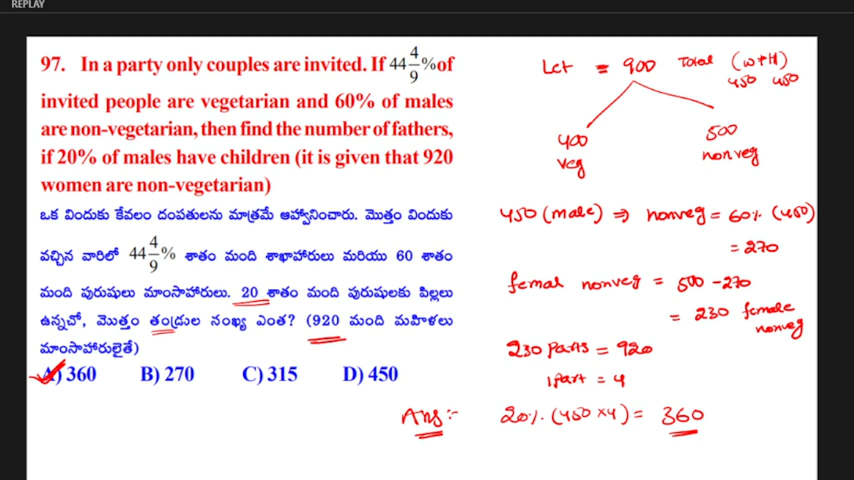 REPLAY
97. In a party only couples are invited. If 44 4/9 % of
invited people are vegetarian and 60% of males
are non-vegetarian, then find the number of fathers,
if 20% of males have children (it is given that 920
women are non-vegetarian)
ఒక విందుకు కేవలం దంపతులను మాత్రమే ఆహ్వానించారు. మొత్తం విందుకు
వచ్చిన వారిలో 44 4/9 % శాతం మంది శాఖాహారులు మరియు 60 శాతం
మంది పురుషులు మాంసాహారులు. 20 శాతం మంది పురుషులకు పిల్లలు
ఉన్నచో, మొత్తం తండ్రుల సంఖ్య ఎంత? (920 మంది మహిళలు
మాంసాహారులైతే)
A) 360 B) 270 C) 315 D) 450
Let = 900 Total (W+H)
450 450
400 500
Veg nonveg
450 (male) ⇒ nonveg = 60% (450)
= 270
femal nonveg = 500 - 270
= 230 female
nonveg
230 parts = 920
1 part = 4
Ans:- 20% (450 x 4) = 360